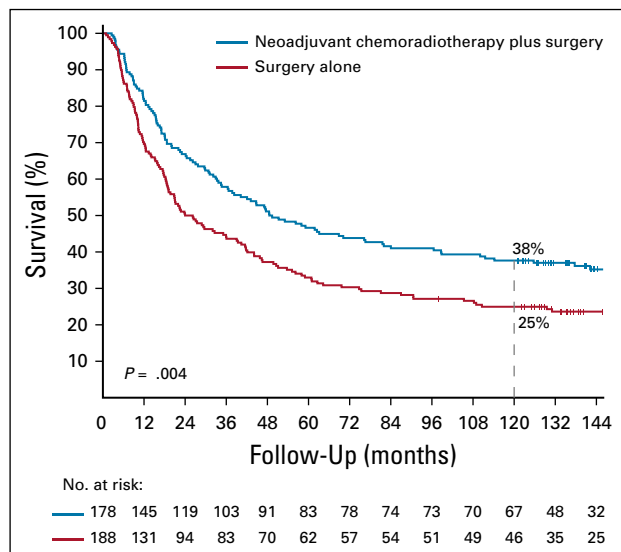 Neoadjuvant chemoradiotherapy plus surgery
Surgery alone
100
90
80
70
60
50
40
30
20
10
Survival (%)
38%
25%
P = .004
0 12 24 36 48 60 72 84 96 108 120 132 144
Follow-Up (months)
No. at risk:
178 145 119 103 91 83 78 74 73 70 67 48 32
188 131 94 83 70 62 57 54 51 49 46 35 25